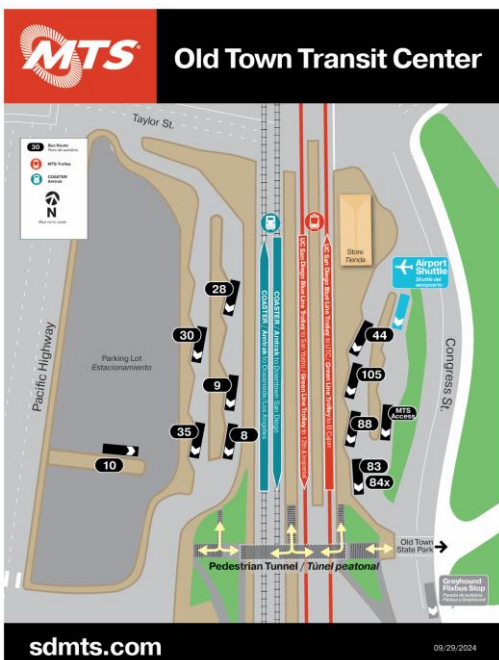 MTS
Old Town Transit Center
Taylor St.
30
Bus Route
MTS Trolley
COASTER
Amtrak
N
Store
Tienda
Airport
Shuttle
Shuttle del
aeropuerto
28
30
9
35
8
10
44
105
88
MTS
Access
83
84x
Pacific Highway
Parking Lot
Estacionamiento
Congress St.
COASTER / Amtrak to Oceanside/Los Angeles
COASTER / Amtrak to Downtown San Diego
UC San Diego Blue Line Trolley to San Ysidro / Green Line Trolley to 12th & Imperial
UC San Diego Blue Line Trolley to UTC / Green Line Trolley to El Cajon
Old Town
State Park
Pedestrian Tunnel / Túnel peatonal
Greyhound
Flixbus Stop
sdmts.com
09/29/2024